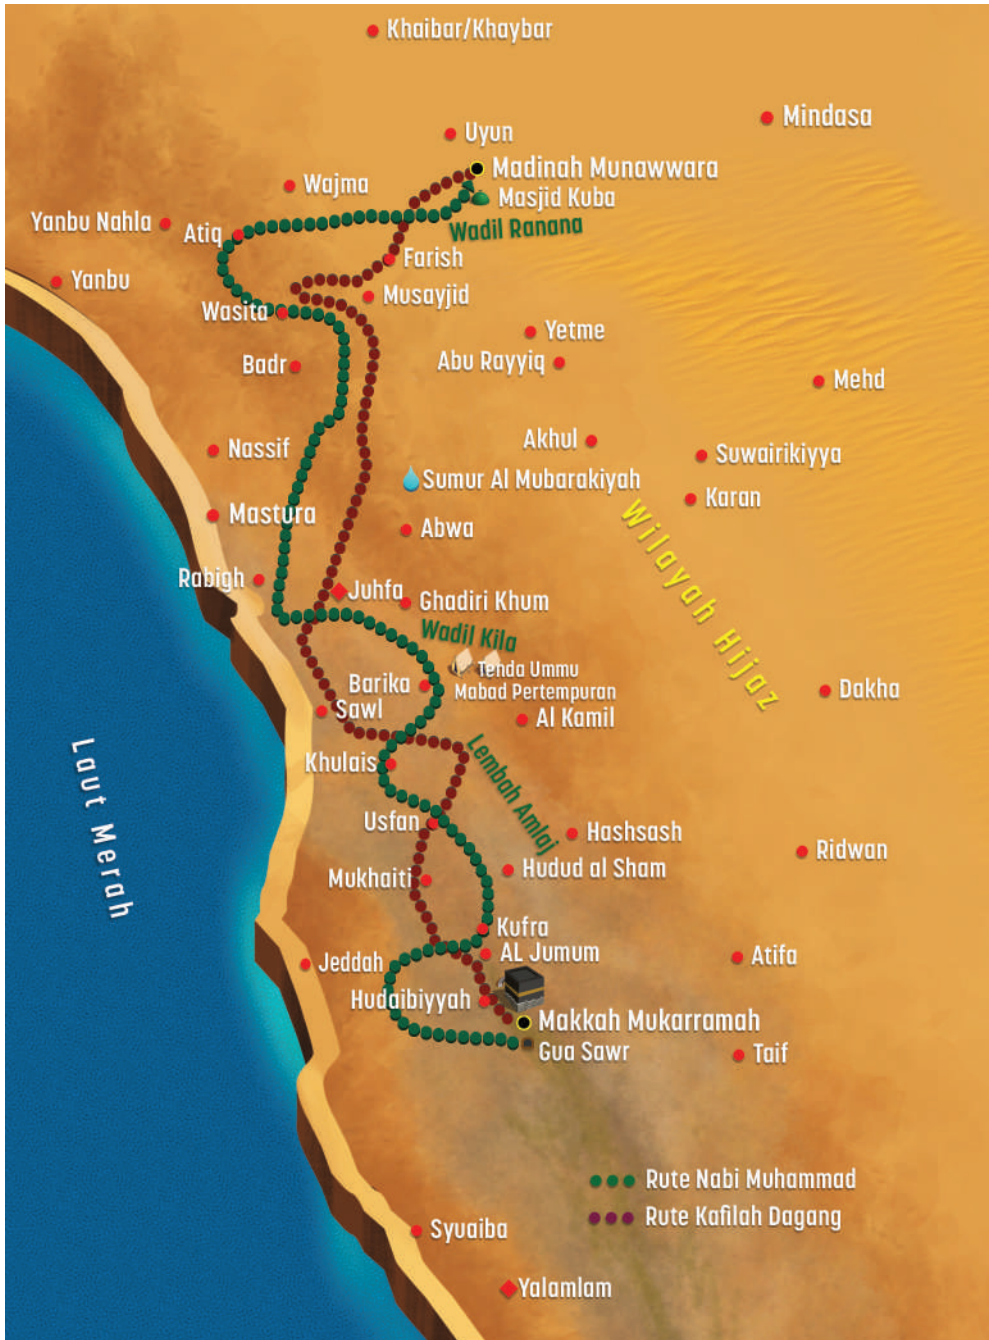 Khaibar/Khaybar
Mindasa
Uyun
Madinah Munawwara
Wajma
Masjid Kuba
Yanbu Nahla
Atiq
Wadil Ranana
Farish
Yanbu
Musayjid
Wasita
Yetme
Badr
Abu Rayyiq
Mehd
Akhul
Nassif
Suwairikiyya
Sumur Al Mubarakiyah
Karan
Mastura
Abwa
Wilayah Hijaz
Rabigh
Juhfa
Ghadiri Khum
Wadil Kila
Tenda Ummu
Mabad Pertempuran
Barika
Dakha
Sawl
Al Kamil
Laut Merah
Khulais
Lembah Amlaj
Usfan
Hashsash
Ridwan
Hudud al Sham
Mukhaiti
Kufra
AL Jumum
Atifa
Jeddah
Hudaibiyyah
Makkah Mukarramah
Gua Sawr
Taif
Rute Nabi Muhammad
Rute Kafilah Dagang
Syuaiba
Yalamlam